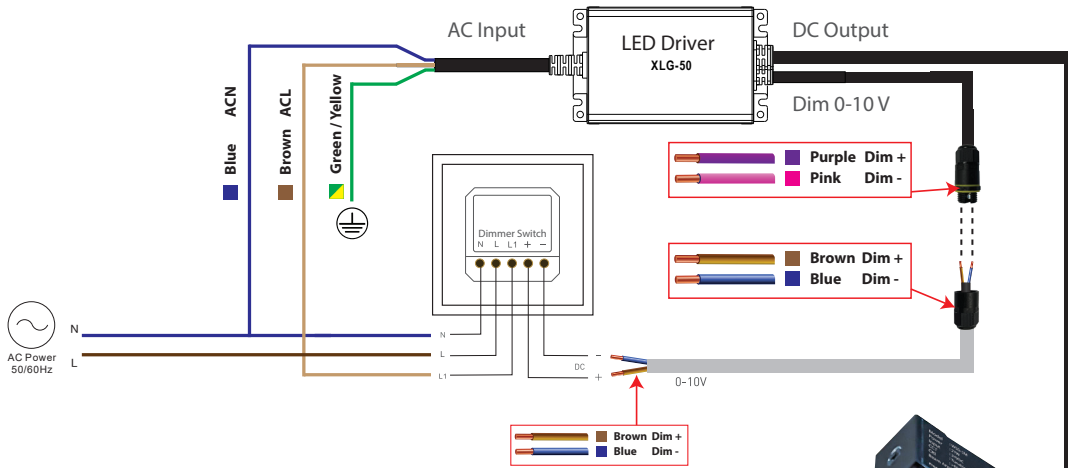 AC Input
LED Driver
XLG-50
DC Output
Dim 0-10 V
Blue ACN
Brown ACL
Green / Yellow
Purple Dim +
Pink Dim -
Dimmer Switch
N L L1 + −
Brown Dim +
Blue Dim -
AC Power
50/60Hz
N
L
N
L
L1
DC
−
+
0-10V
Brown Dim +
Blue Dim -